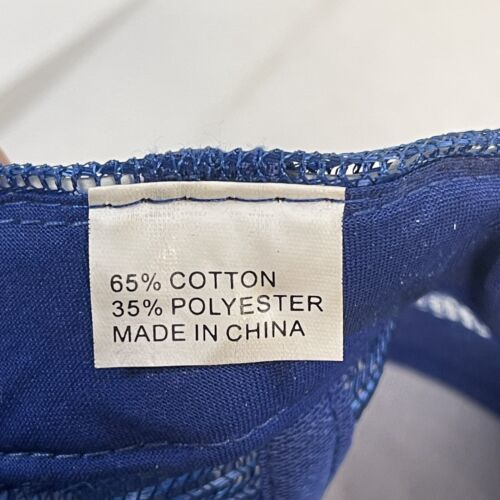 65% COTTON
35% POLYESTER
MADE IN CHINA